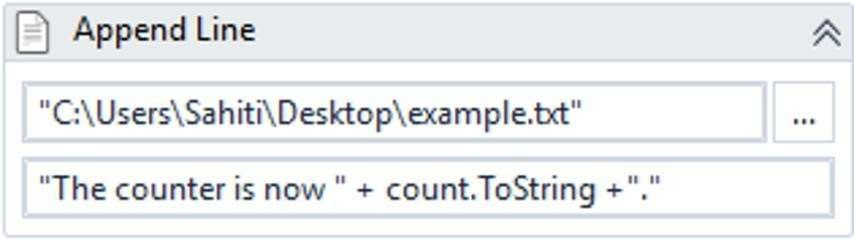 Append Line
"C:\Users\Sahiti\Desktop\example.txt"
...
"The counter is now " + count.ToString +"."